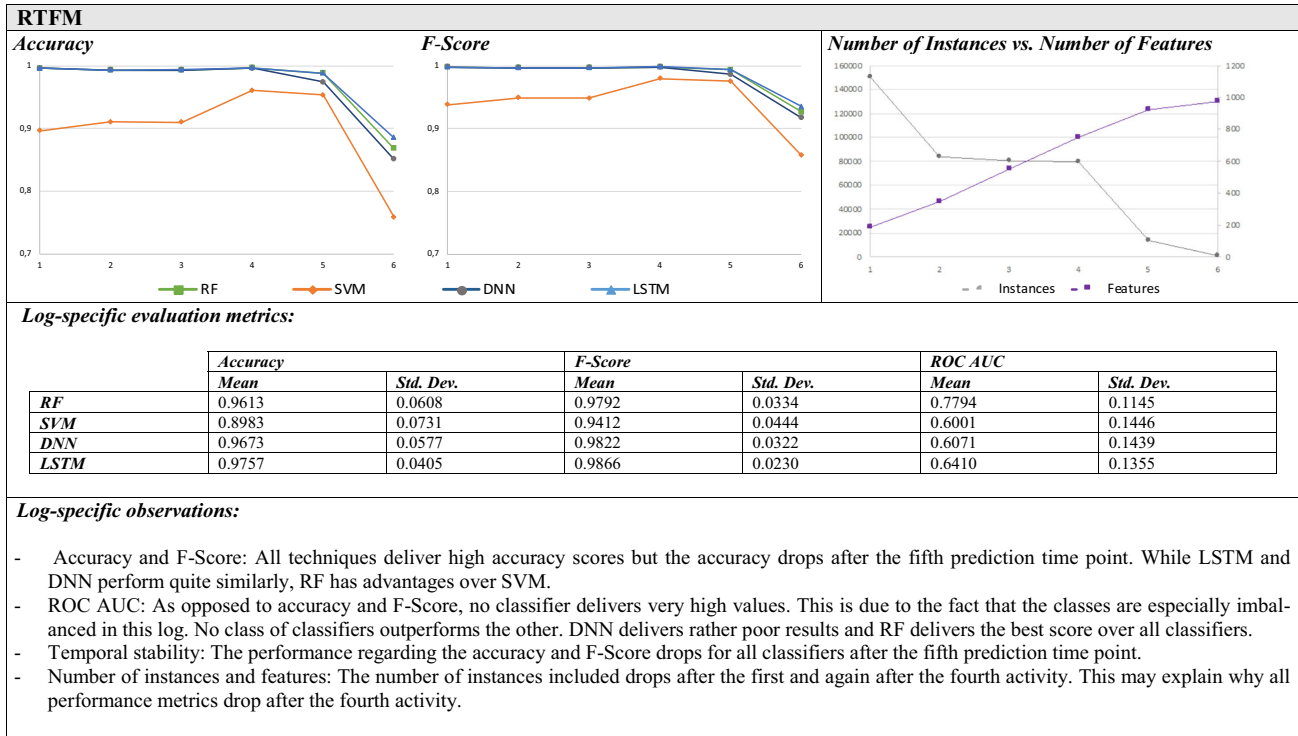 RTFM
Accuracy
F-Score
Number of Instances vs. Number of Features
1
0,9
0,8
0,7
1 2 3 4 5 6
1
0,9
0,8
0,7
1 2 3 4 5 6
RF SVM DNN LSTM
160000
140000
120000
100000
80000
60000
40000
20000
0
1200
1000
800
600
400
200
0
1 2 3 4 5 6
Instances Features
Log-specific evaluation metrics:
Accuracy F-Score ROC AUC
Mean Std. Dev. Mean Std. Dev. Mean Std. Dev.
RF 0.9613 0.0608 0.9792 0.0334 0.7794 0.1145
SVM 0.8983 0.0731 0.9412 0.0444 0.6001 0.1446
DNN 0.9673 0.0577 0.9822 0.0322 0.6071 0.1439
LSTM 0.9757 0.0405 0.9866 0.0230 0.6410 0.1355
Log-specific observations:
- Accuracy and F-Score: All techniques deliver high accuracy scores but the accuracy drops after the fifth prediction time point. While LSTM and
DNN perform quite similarly, RF has advantages over SVM.
- ROC AUC: As opposed to accuracy and F-Score, no classifier delivers very high values. This is due to the fact that the classes are especially imbal-
anced in this log. No class of classifiers outperforms the other. DNN delivers rather poor results and RF delivers the best score over all classifiers.
- Temporal stability: The performance regarding the accuracy and F-Score drops for all classifiers after the fifth prediction time point.
- Number of instances and features: The number of instances included drops after the first and again after the fourth activity. This may explain why all
performance metrics drop after the fourth activity.